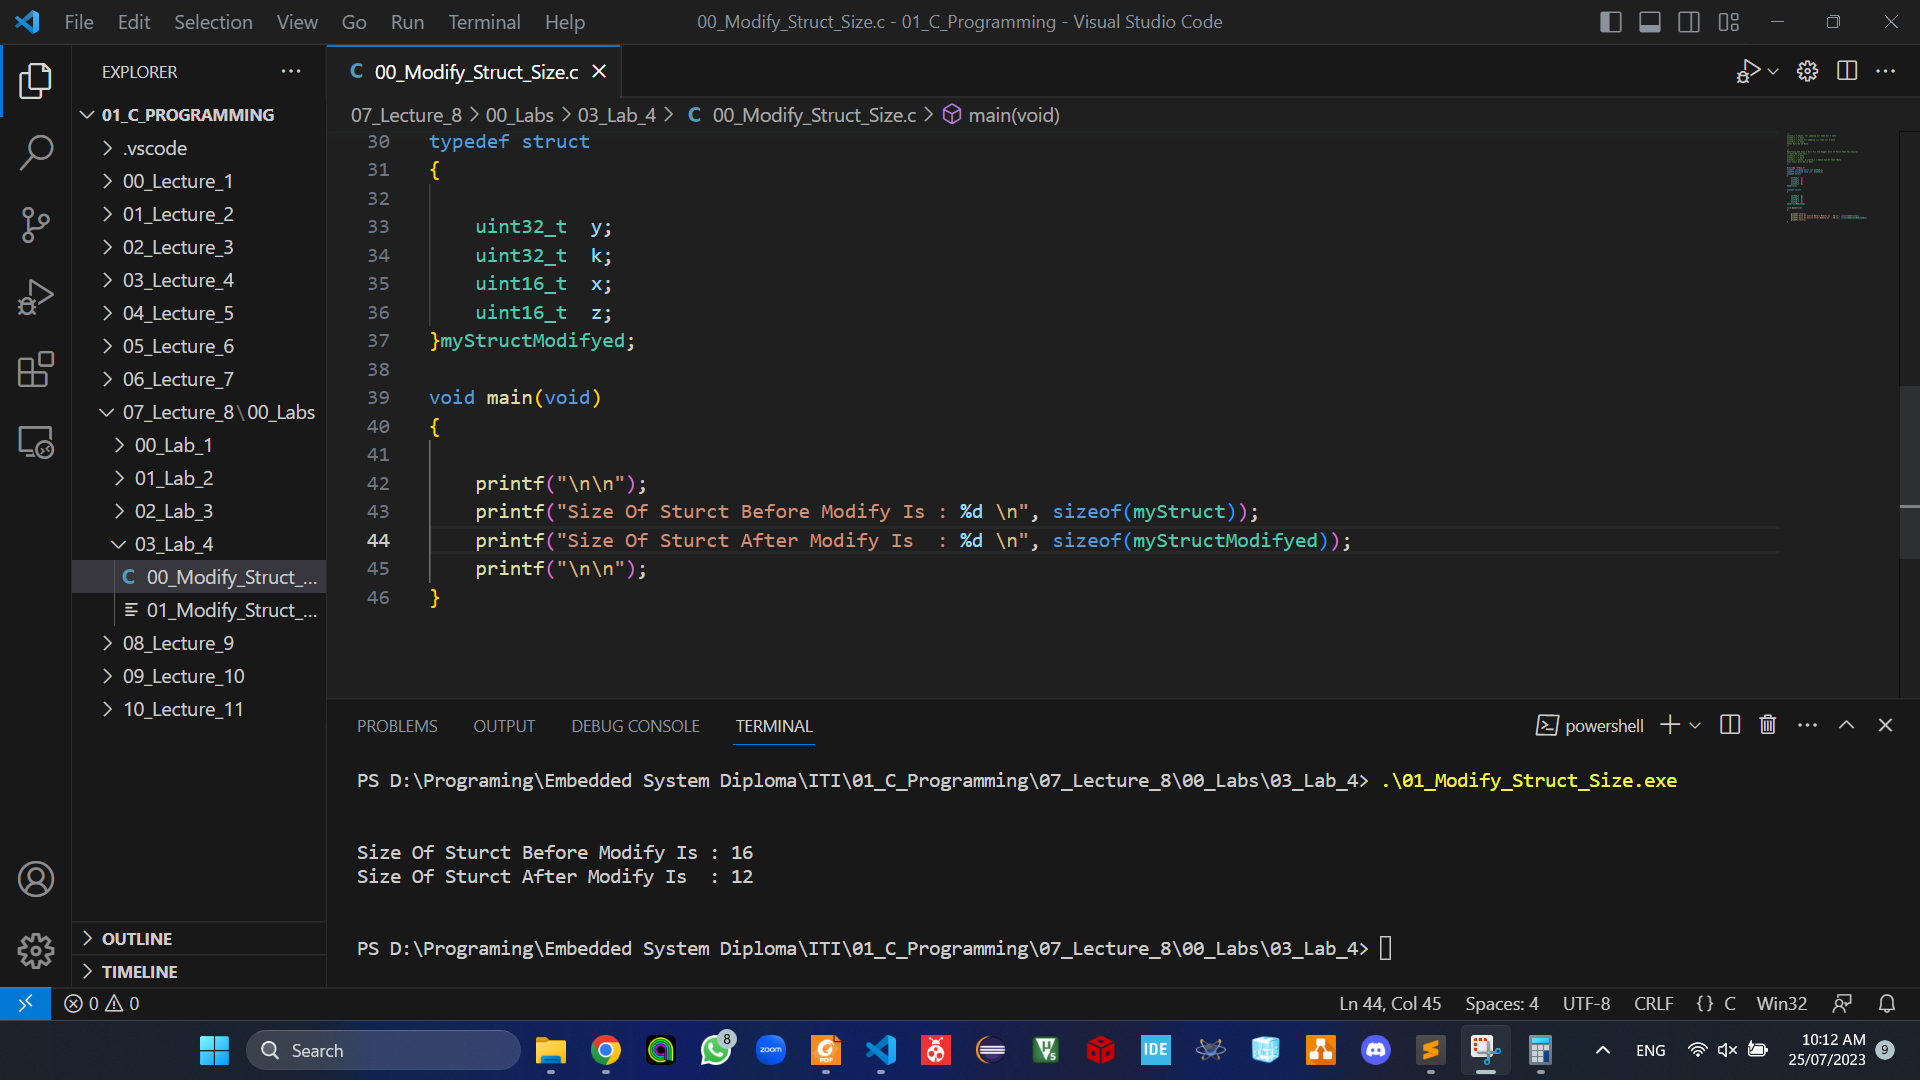 File Edit Selection View Go Run Terminal Help 00_Modify_Struct_Size.c - 01_C_Programming - Visual Studio Code
EXPLORER
01_C_PROGRAMMING
.vscode
00_Lecture_1
01_Lecture_2
02_Lecture_3
03_Lecture_4
04_Lecture_5
05_Lecture_6
06_Lecture_7
07_Lecture_8\00_Labs
00_Lab_1
01_Lab_2
02_Lab_3
03_Lab_4
C 00_Modify_Struct_...
01_Modify_Struct_...
08_Lecture_9
09_Lecture_10
10_Lecture_11
OUTLINE
TIMELINE
C 00_Modify_Struct_Size.c
07_Lecture_8 > 00_Labs > 03_Lab_4 > C 00_Modify_Struct_Size.c > main(void)
30 typedef struct
31 {
32
33 uint32_t y;
34 uint32_t k;
35 uint16_t x;
36 uint16_t z;
37 }myStructModifyed;
38
39 void main(void)
40 {
41
42 printf("\n\n");
43 printf("Size Of Sturct Before Modify Is : %d \n", sizeof(myStruct));
44 printf("Size Of Sturct After Modify Is  : %d \n", sizeof(myStructModifyed));
45 printf("\n\n");
46 }
PROBLEMS OUTPUT DEBUG CONSOLE TERMINAL powershell
PS D:\Programing\Embedded System Diploma\ITI\01_C_Programming\07_Lecture_8\00_Labs\03_Lab_4> .\01_Modify_Struct_Size.exe
Size Of Sturct Before Modify Is : 16
Size Of Sturct After Modify Is  : 12
PS D:\Programing\Embedded System Diploma\ITI\01_C_Programming\07_Lecture_8\00_Labs\03_Lab_4>
0 0 Ln 44, Col 45 Spaces: 4 UTF-8 CRLF {} C Win32
Search 8 zoom PDF IDE ENG 10:12 AM 9
25/07/2023